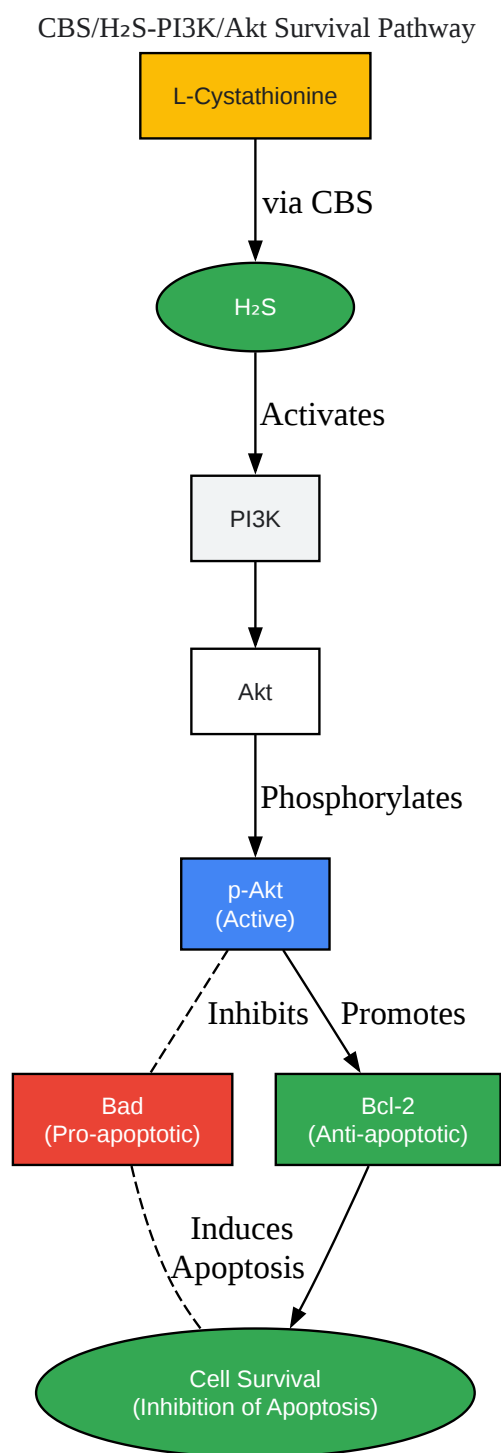 CBS/H₂S-PI3K/Akt Survival Pathway
L-Cystathionine
via CBS
H₂S
Activates
PI3K
Akt
Phosphorylates
p-Akt
(Active)
Inhibits
Promotes
Bad
(Pro-apoptotic)
Bcl-2
(Anti-apoptotic)
Induces
Apoptosis
Cell Survival
(Inhibition of Apoptosis)